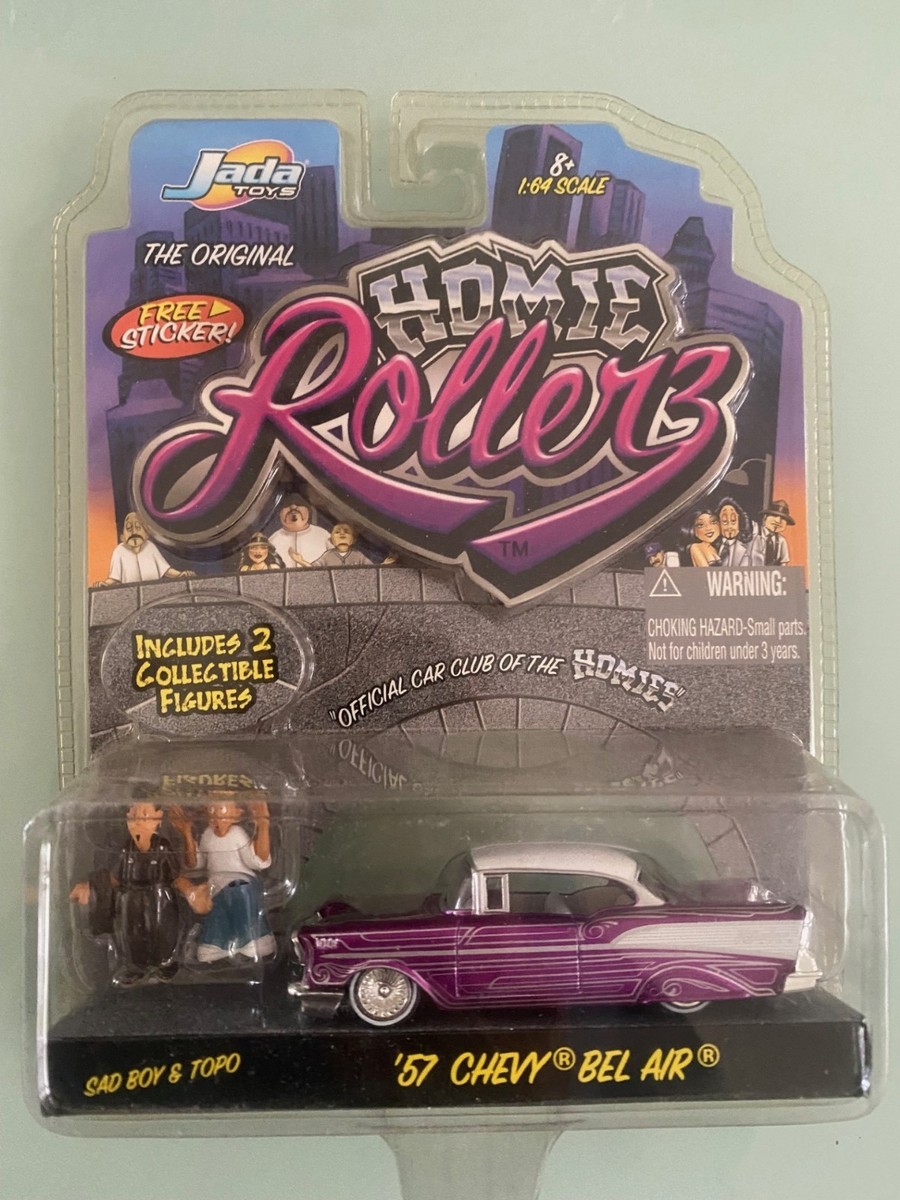 Jada®
TOYS
8+
1:64 SCALE
THE ORIGINAL
FREE
STICKER!
HOMIE
Rollerz
TM
WARNING:
CHOKING HAZARD-Small parts.
Not for children under 3 years.
INCLUDES 2
COLLECTIBLE
FIGURES
"OFFICIAL CAR CLUB OF THE HOMIES"
SAD BOY & TOPO
'57 CHEVY® BEL AIR®